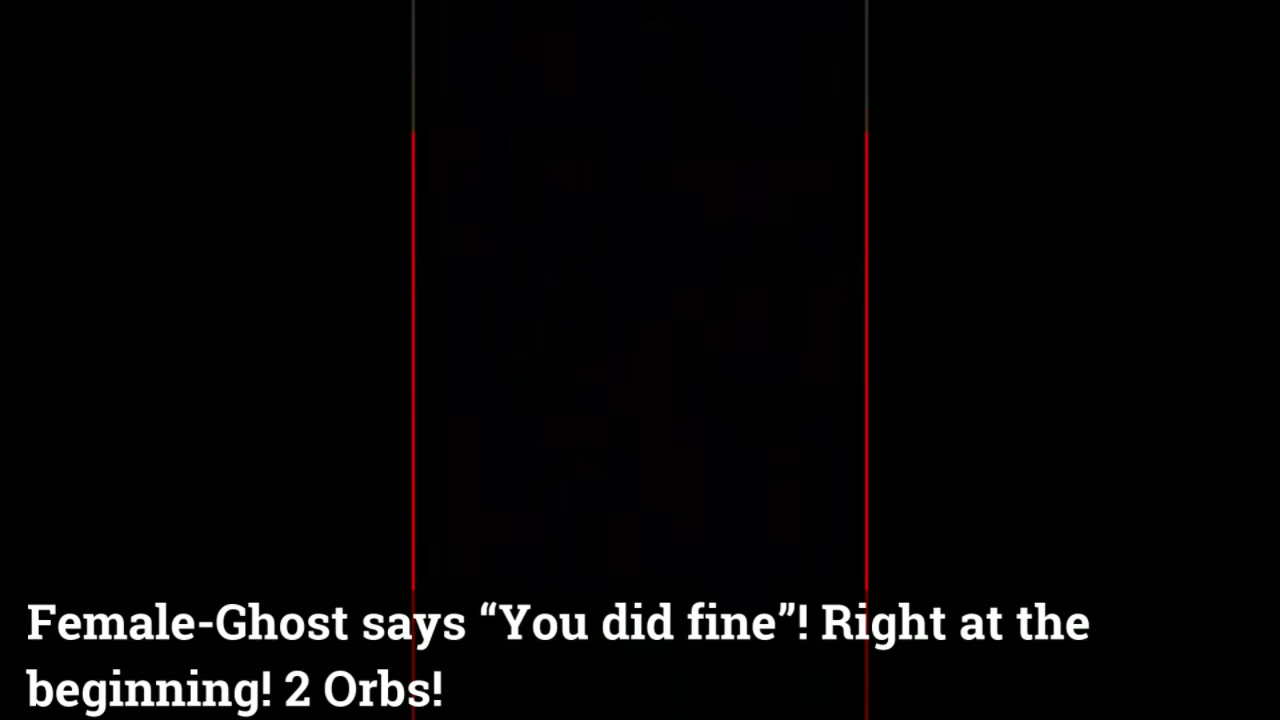 Female-Ghost says “You did fine”! Right at the
beginning! 2 Orbs!